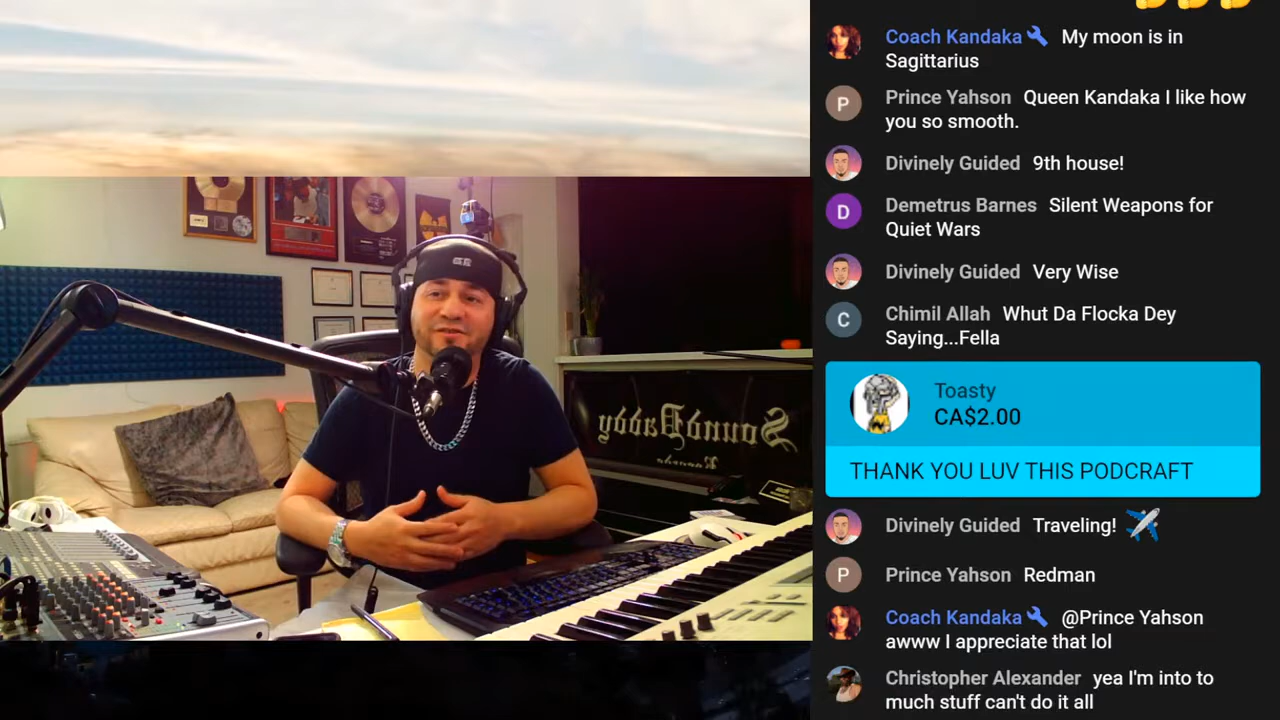 Coach Kandaka My moon is in
Sagittarius
P
Prince Yahson Queen Kandaka I like how
you so smooth.
Divinely Guided 9th house!
D
Demetrus Barnes Silent Weapons for
Quiet Wars
Divinely Guided Very Wise
C
Chimil Allah Whut Da Flocka Dey
Saying...Fella
Toasty
CA$2.00
THANK YOU LUV THIS PODCRAFT
Divinely Guided Traveling!
P
Prince Yahson Redman
Coach Kandaka @Prince Yahson
awww I appreciate that lol
Christopher Alexander yea I'm into to
much stuff can't do it all
SoundDaddy